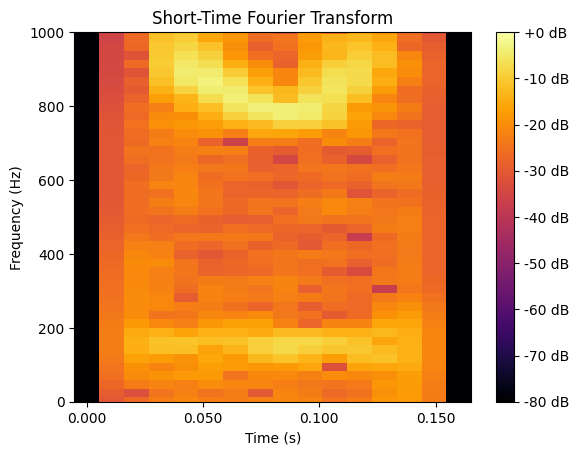 Short-Time Fourier Transform
1000
800
600
400
200
0
Frequency (Hz)
0.000
0.050
0.100
0.150
Time (s)
+0 dB
-10 dB
-20 dB
-30 dB
-40 dB
-50 dB
-60 dB
-70 dB
-80 dB